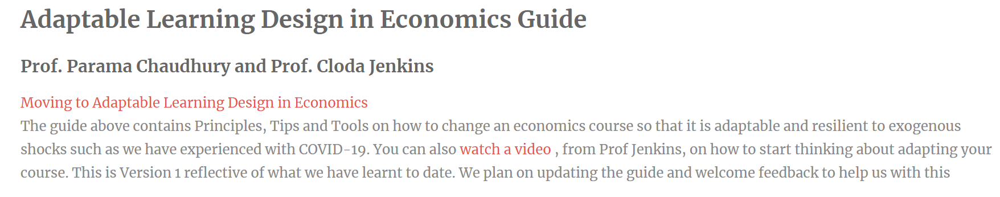 Adaptable Learning Design in Economics Guide
Prof. Parama Chaudhury and Prof. Cloda Jenkins
Moving to Adaptable Learning Design in Economics
The guide above contains Principles, Tips and Tools on how to change an economics course so that it is adaptable and resilient to exogenous
shocks such as we have experienced with COVID-19. You can also watch a video , from Prof Jenkins, on how to start thinking about adapting your
course. This is Version 1 reflective of what we have learnt to date. We plan on updating the guide and welcome feedback to help us with this